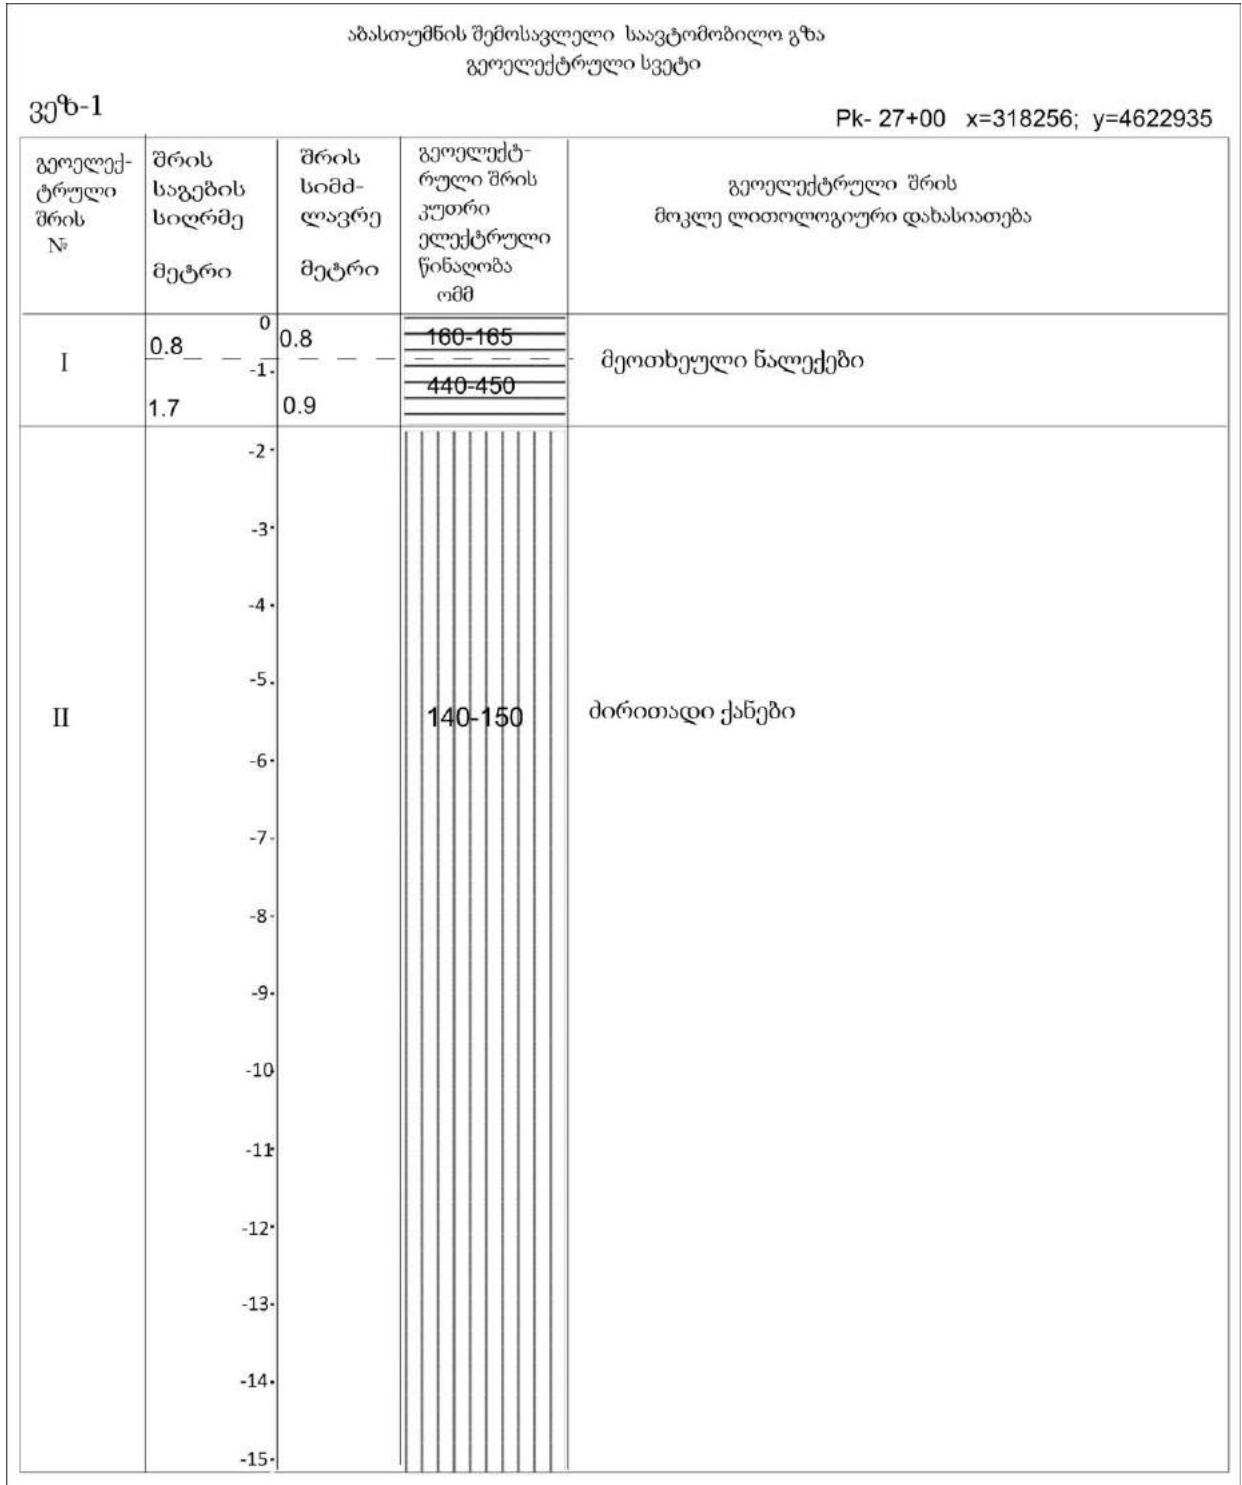 აბასთუმნის შემოსავლელი საავტომობილო გზა
გეოელექტრული სვეტი
ვეზ-1
Pk- 27+00 x=318256; y=4622935
გეოელექ-
ტრული
შრის
№
შრის
საგების
სიღრმე
მეტრი
შრის
სიმძ-
ლავრე
მეტრი
გეოელექტ-
რული შრის
კუთრი
ელექტრული
წინაღობა
ომმ
გეოელექტრული შრის
მოკლე ლითოლოგიური დახასიათება
I
0.8
1.7
0
-1
0.8
0.9
160-165
440-450
მეოთხეული ნალექები
II
-2
-3
-4
-5
-6
-7
-8
-9
-10
-11
-12
-13
-14
-15
140-150
ძირითადი ქანები